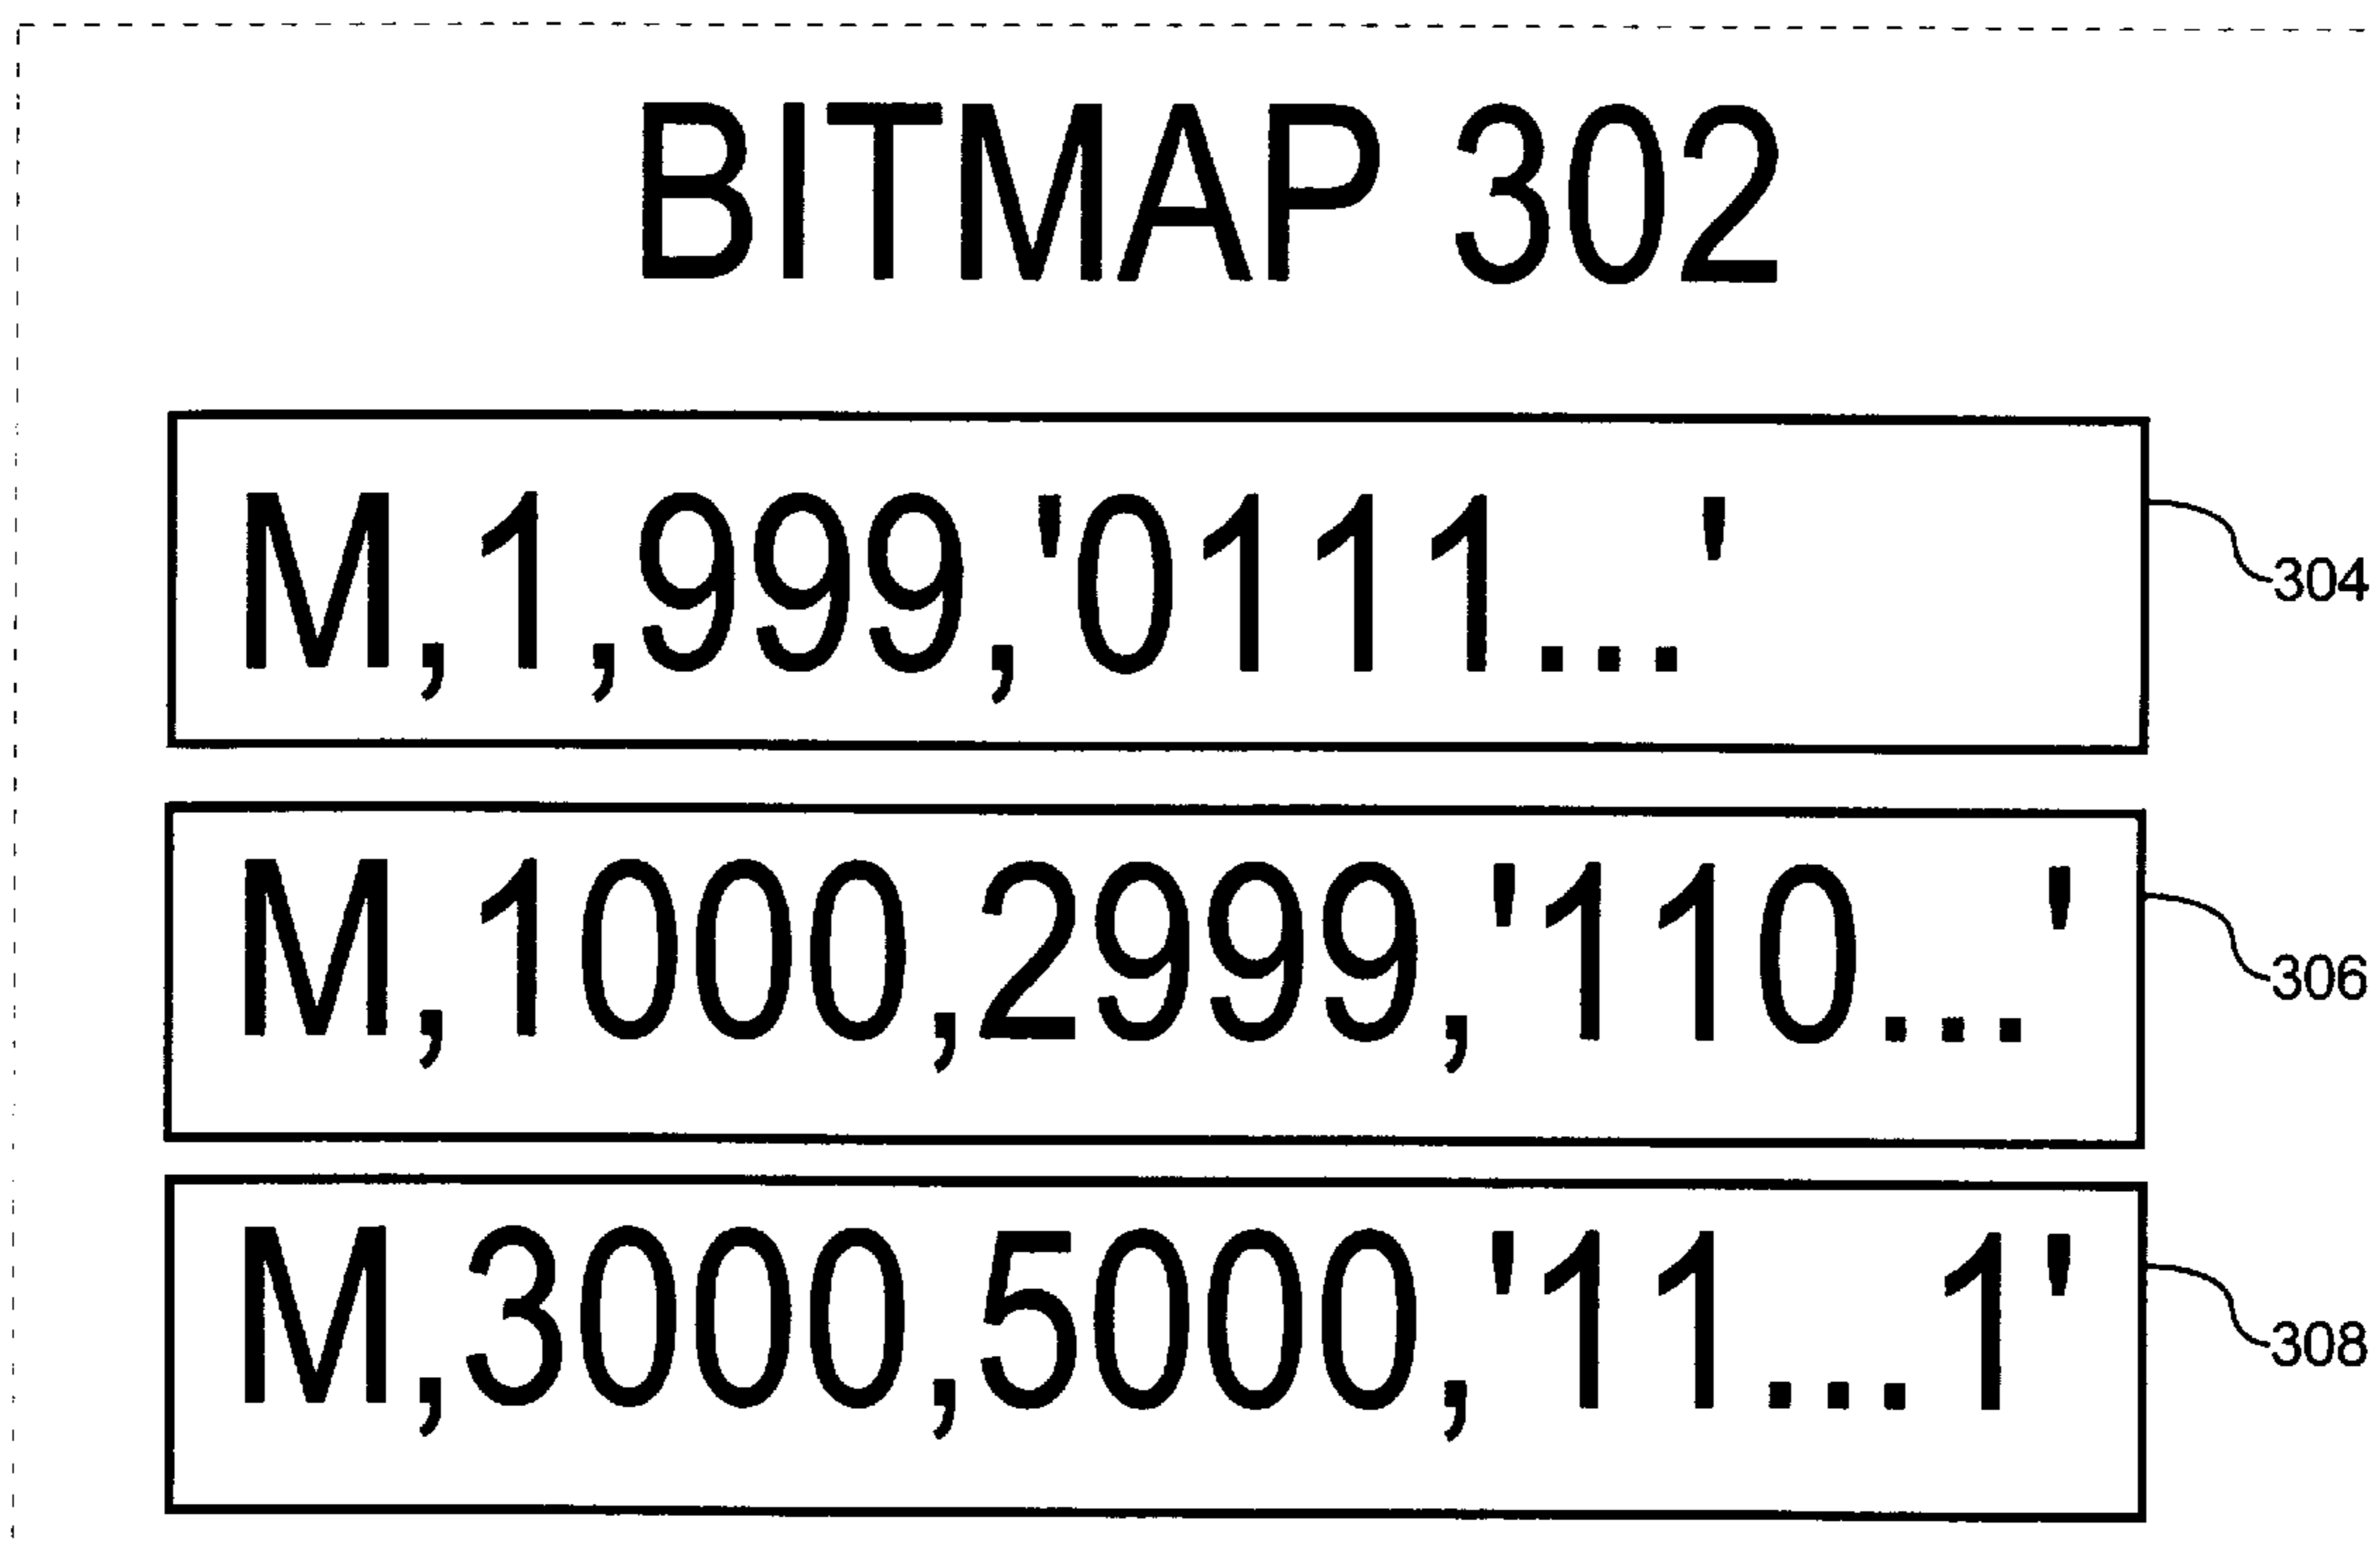 BITMAP 302
M,1,999,'0111... '
304
M,1000,2999,'110... '
306
M,3000,5000,'11...1'
308